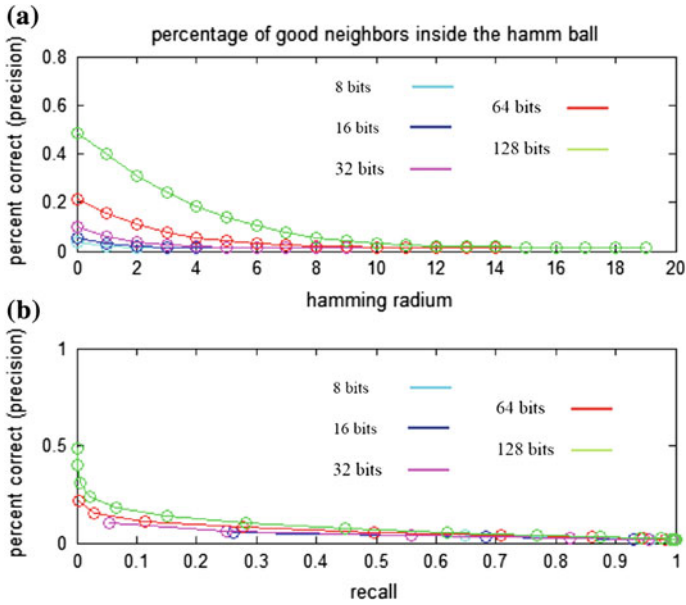 (a)
percentage of good neighbors inside the hamm ball
percent correct (precision)
0.8
0.6
0.4
0.2
0
8 bits
16 bits
32 bits
64 bits
128 bits
0 2 4 6 8 10 12 14 16 18 20
hamming radium
(b)
percent correct (precision)
1
0.5
0
8 bits
16 bits
32 bits
64 bits
128 bits
0 0.1 0.2 0.3 0.4 0.5 0.6 0.7 0.8 0.9 1
recall